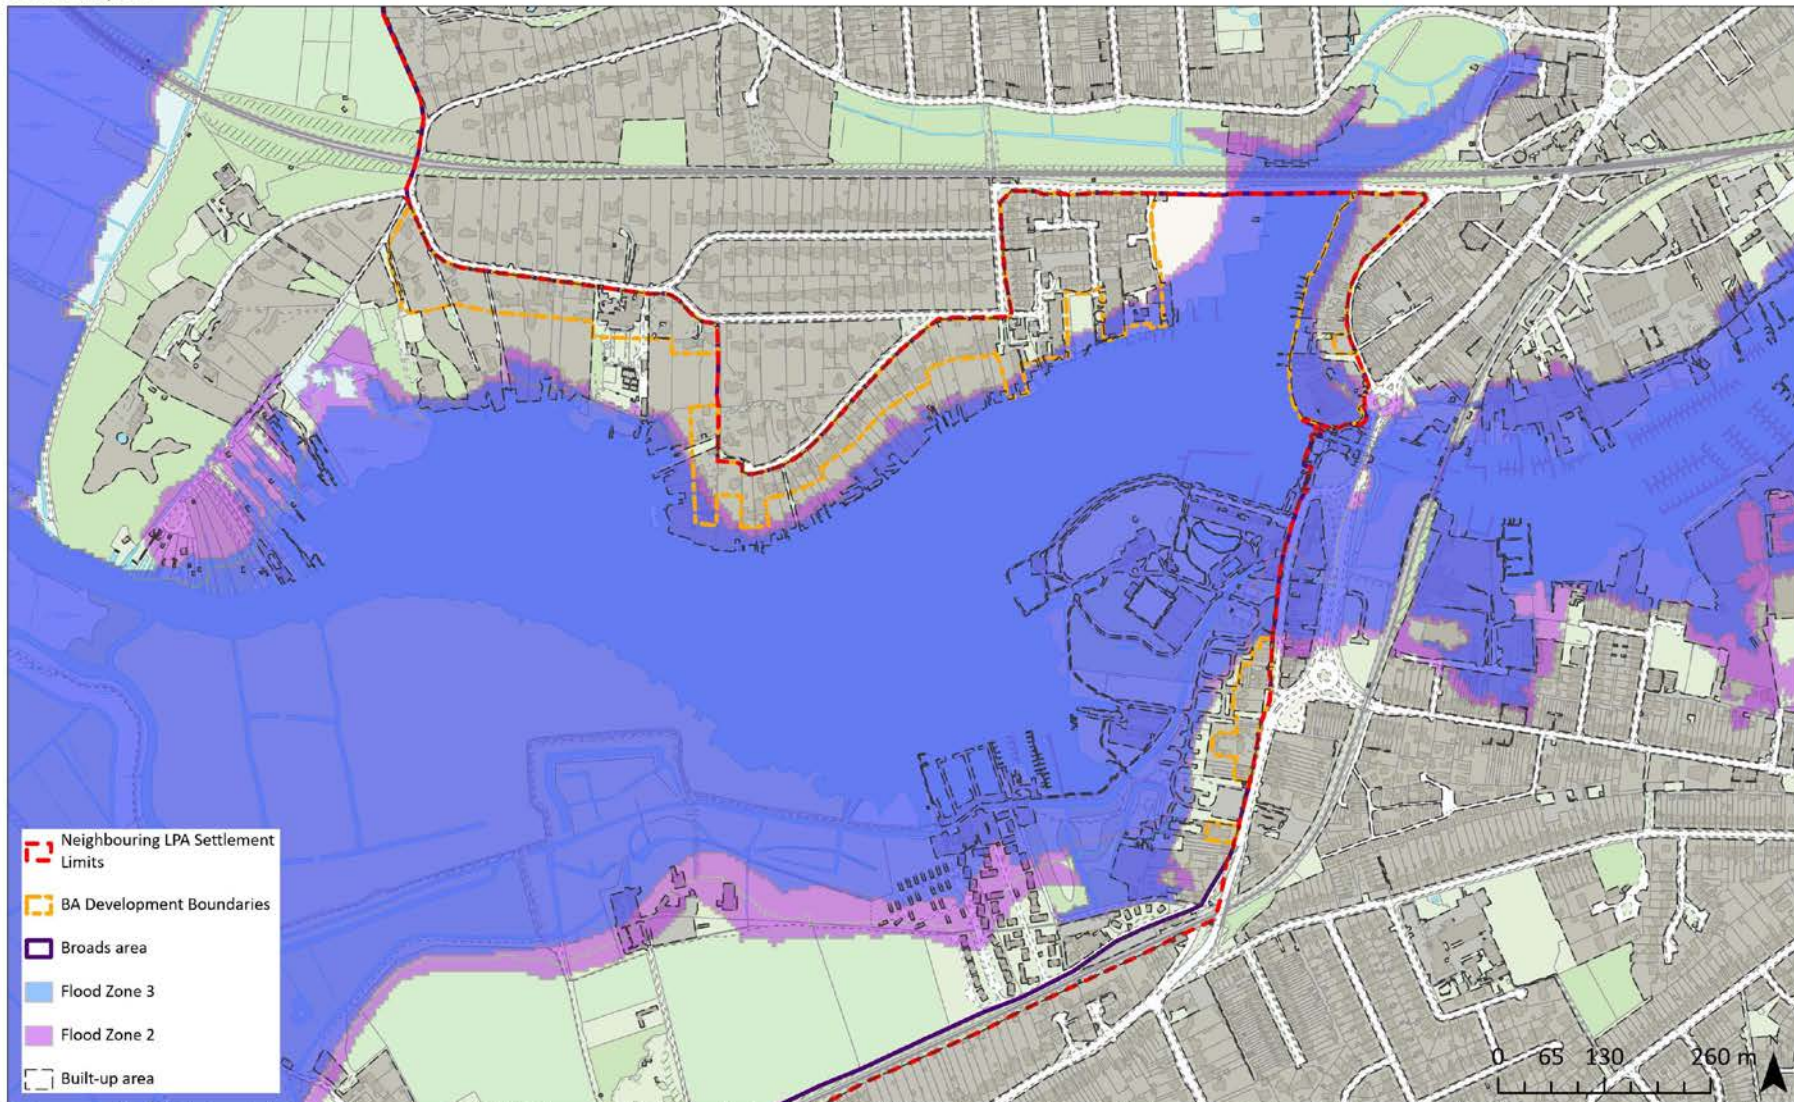 Neighbouring LPA Settlement
Limits
BA Development Boundaries
Broads area
Flood Zone 3
Flood Zone 2
Built-up area
0 65 130 260 m